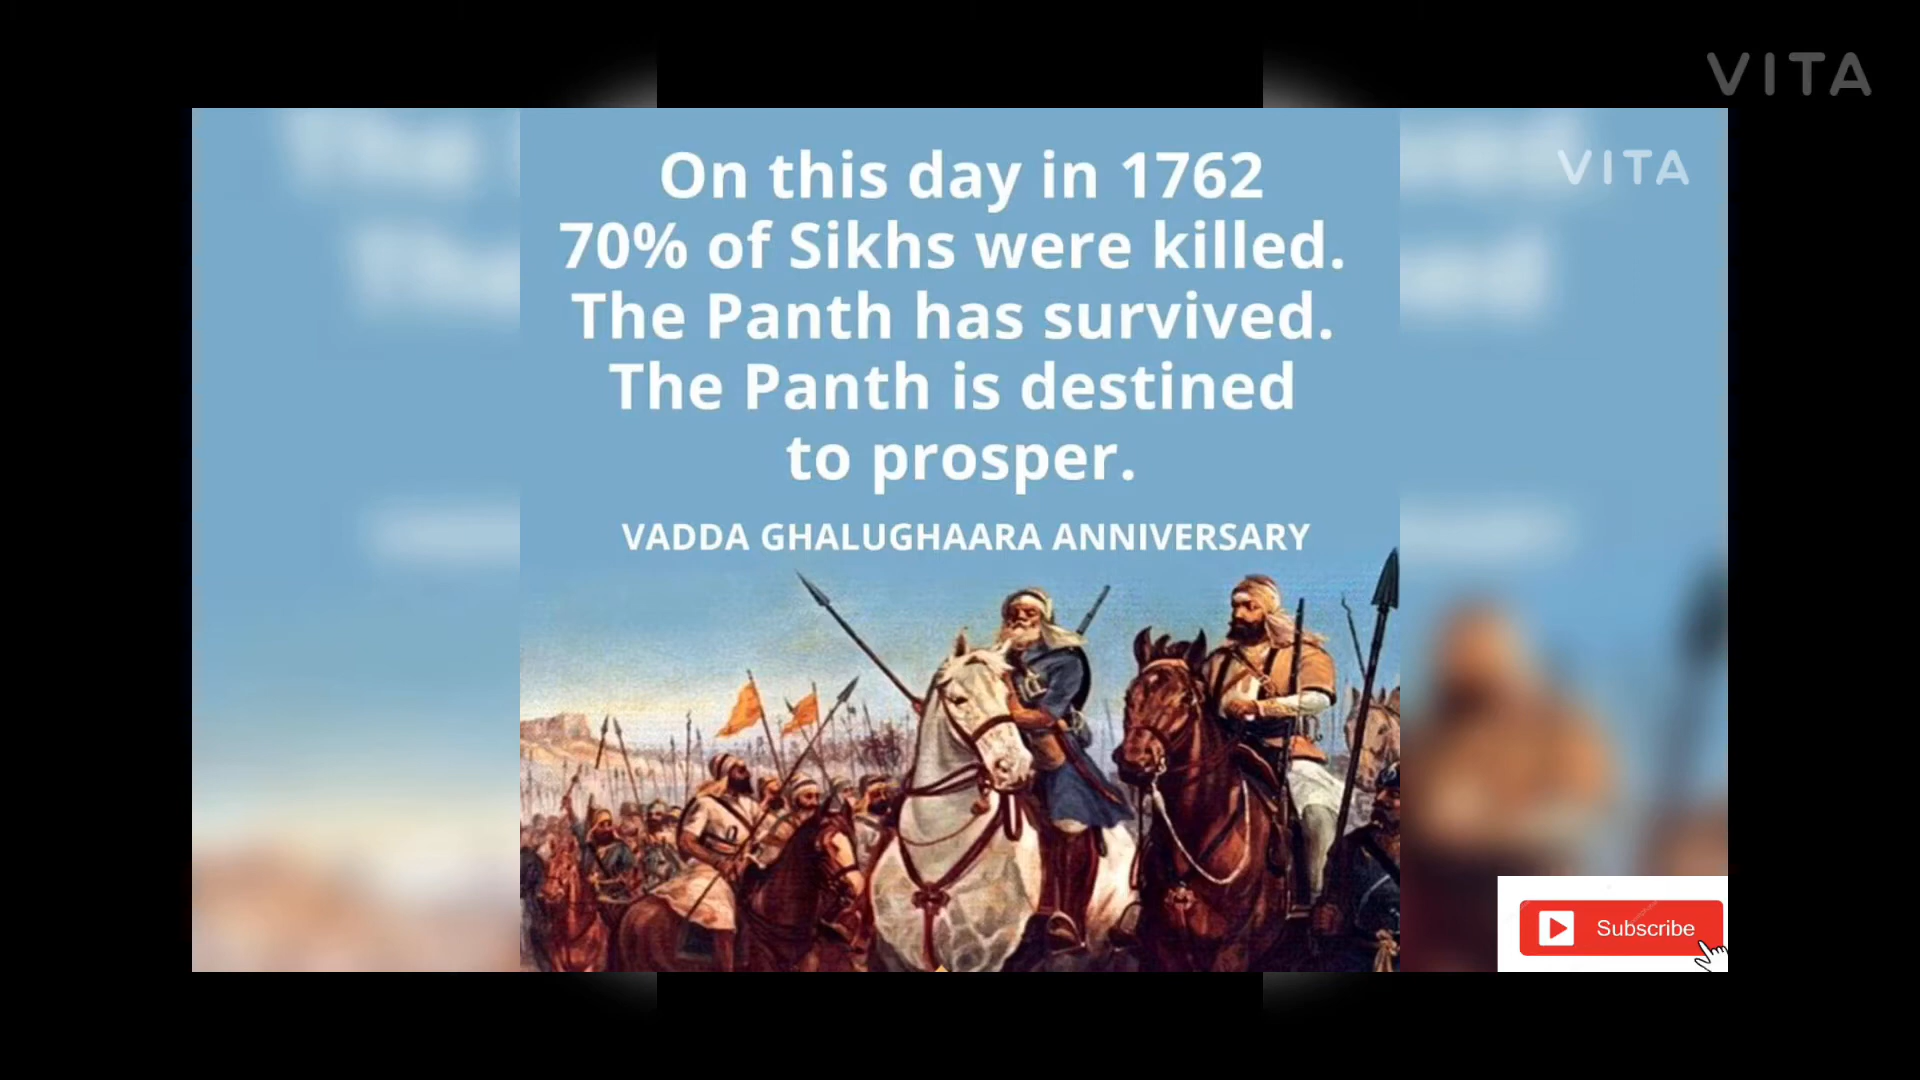 VITA
VITA
On this day in 1762
70% of Sikhs were killed.
The Panth has survived.
The Panth is destined
to prosper.
VADDA GHALUGHAARA ANNIVERSARY
Subscribe